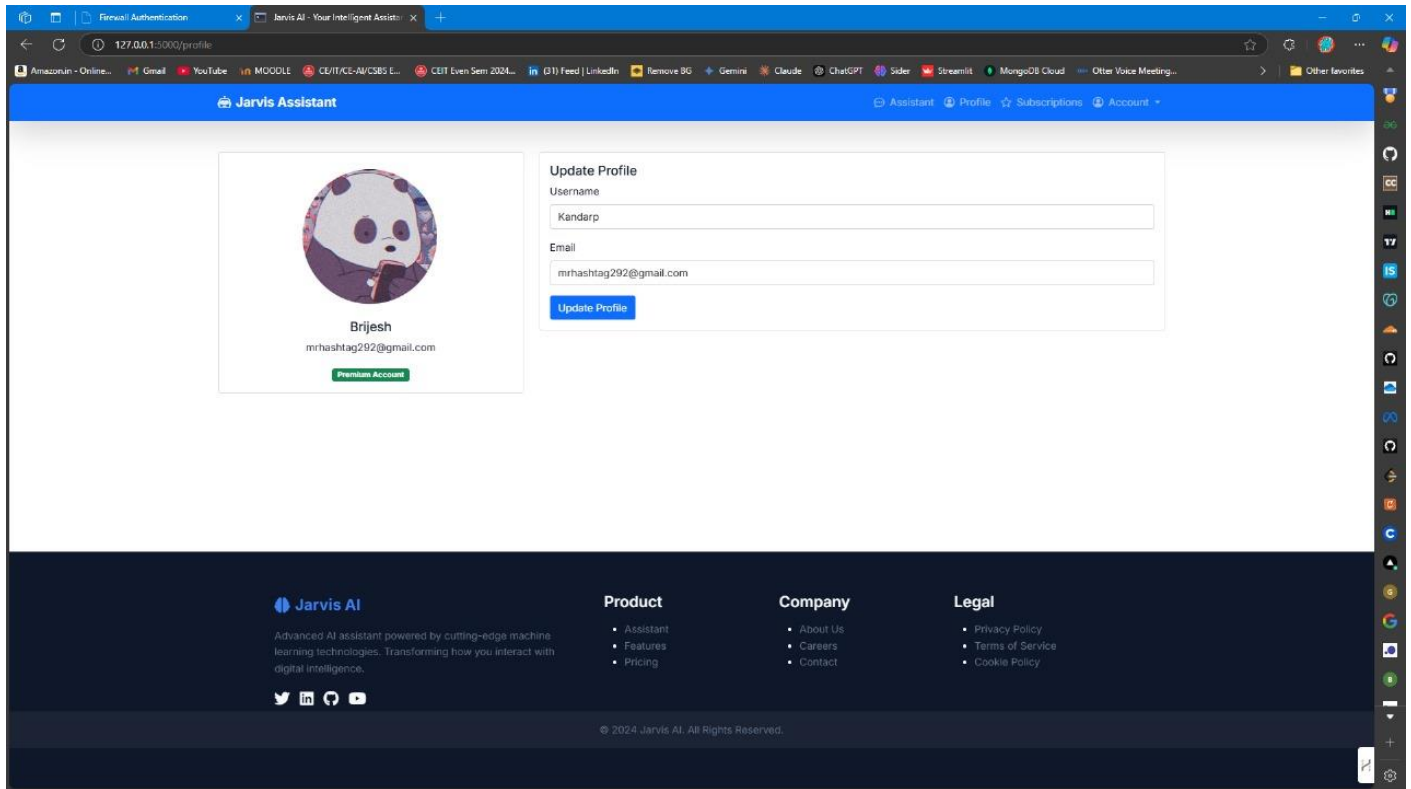 Firewall Authentication
Jarvis AI - Your Intelligent Assistan
127.0.0.1:5000/profile
Amazon.in - Online...
Gmail
YouTube
MOODLE
CE/IT/CE-AI/CSBS E...
CEIT Even Sem 2024...
(31) Feed | LinkedIn
Remove BG
Gemini
Claude
ChatGPT
Sider
Streamlit
MongoDB Cloud
Otter Voice Meeting...
Other favorites
Jarvis Assistant
Assistant
Profile
Subscriptions
Account
Brijesh
mrhashtag292@gmail.com
Premium Account
Update Profile
Username
Kandarp
Email
mrhashtag292@gmail.com
Update Profile
Jarvis AI
Advanced AI assistant powered by cutting-edge machine
learning technologies. Transforming how you interact with
digital intelligence.
Product
Assistant
Features
Pricing
Company
About Us
Careers
Contact
Legal
Privacy Policy
Terms of Service
Cookie Policy
© 2024 Jarvis AI. All Rights Reserved.